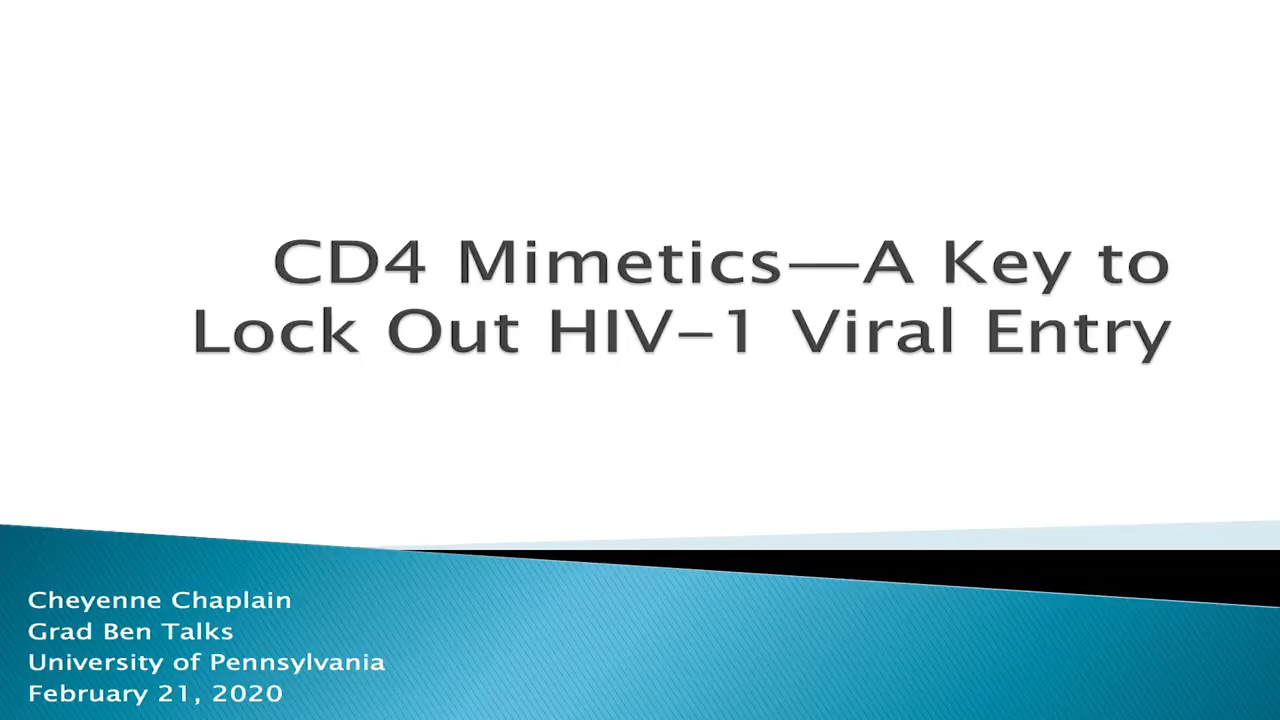 CD4 Mimetics—A Key to
Lock Out HIV-1 Viral Entry
Cheyenne Chaplain
Grad Ben Talks
University of Pennsylvania
February 21, 2020